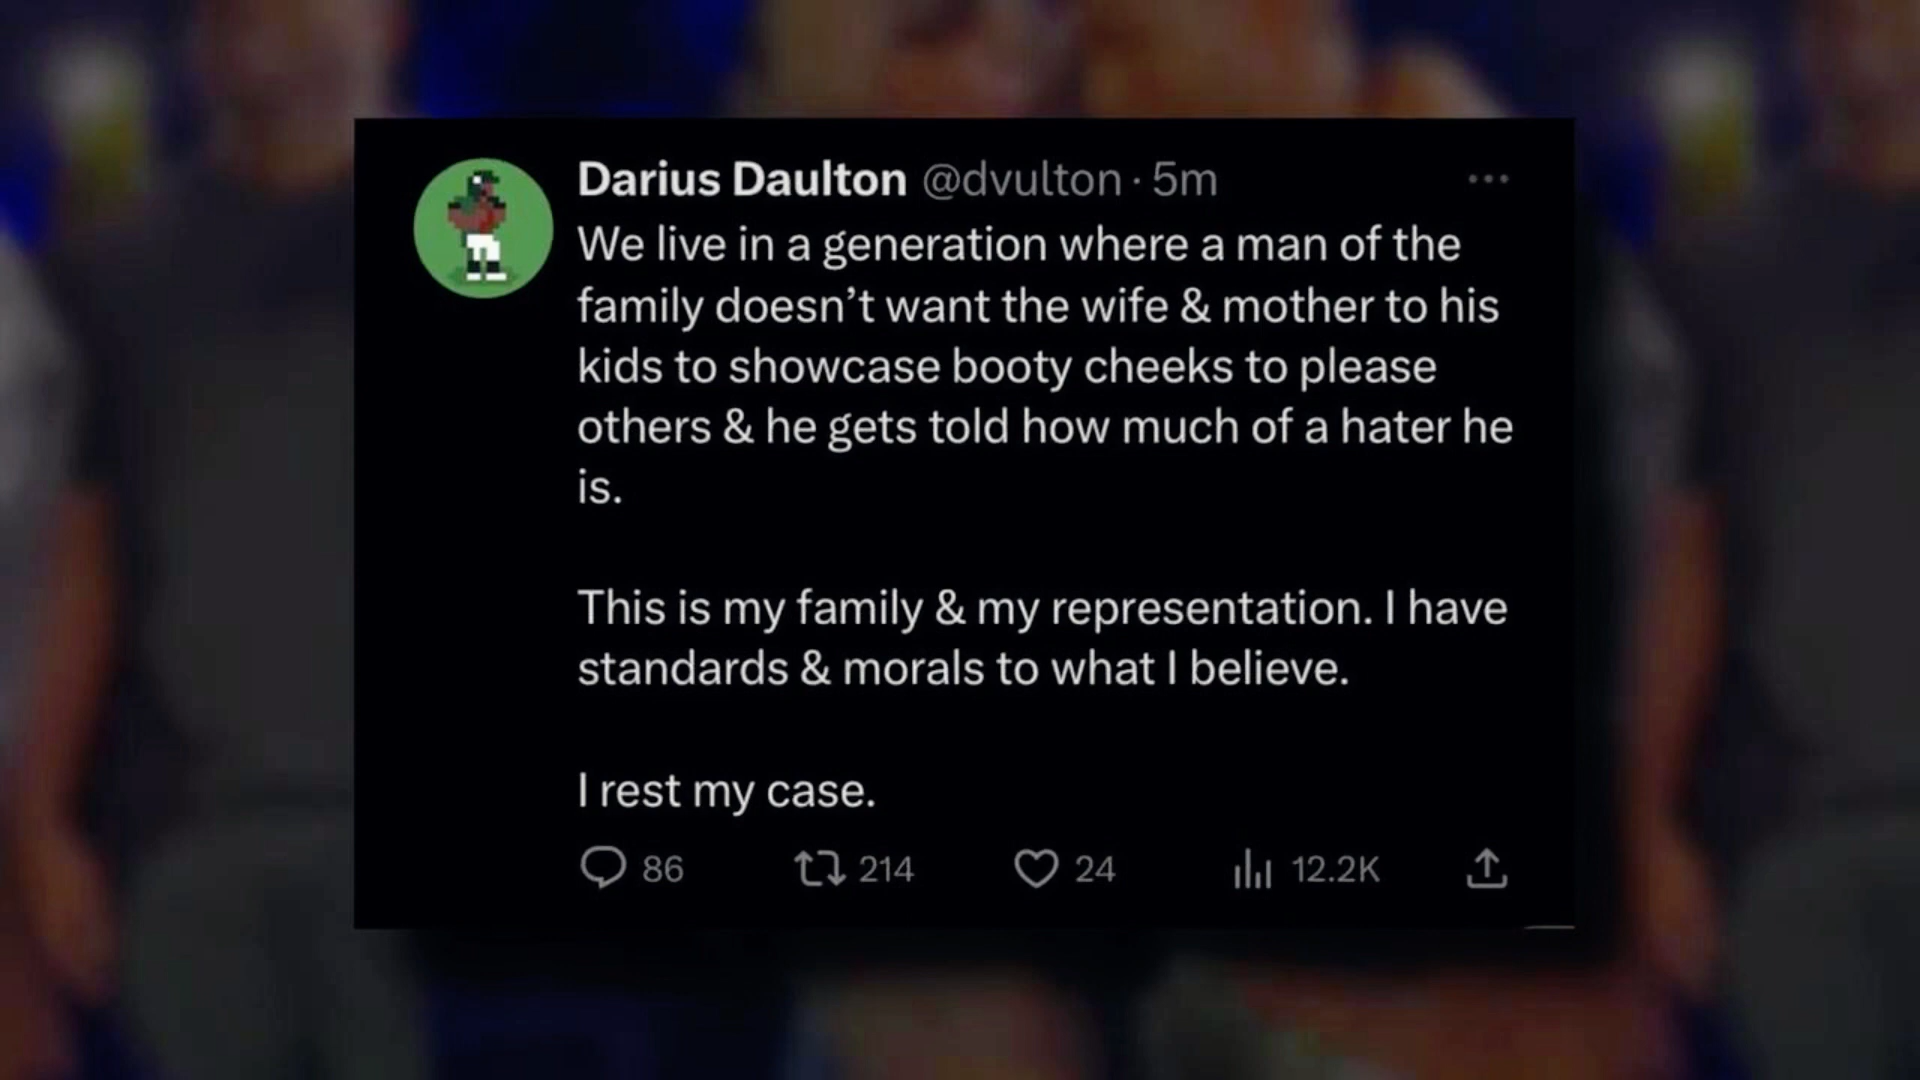 Darius Daulton @dvulton · 5m
We live in a generation where a man of the
family doesn’t want the wife & mother to his
kids to showcase booty cheeks to please
others & he gets told how much of a hater he
is.
This is my family & my representation. I have
standards & morals to what I believe.
I rest my case.
86 214 24 12.2K